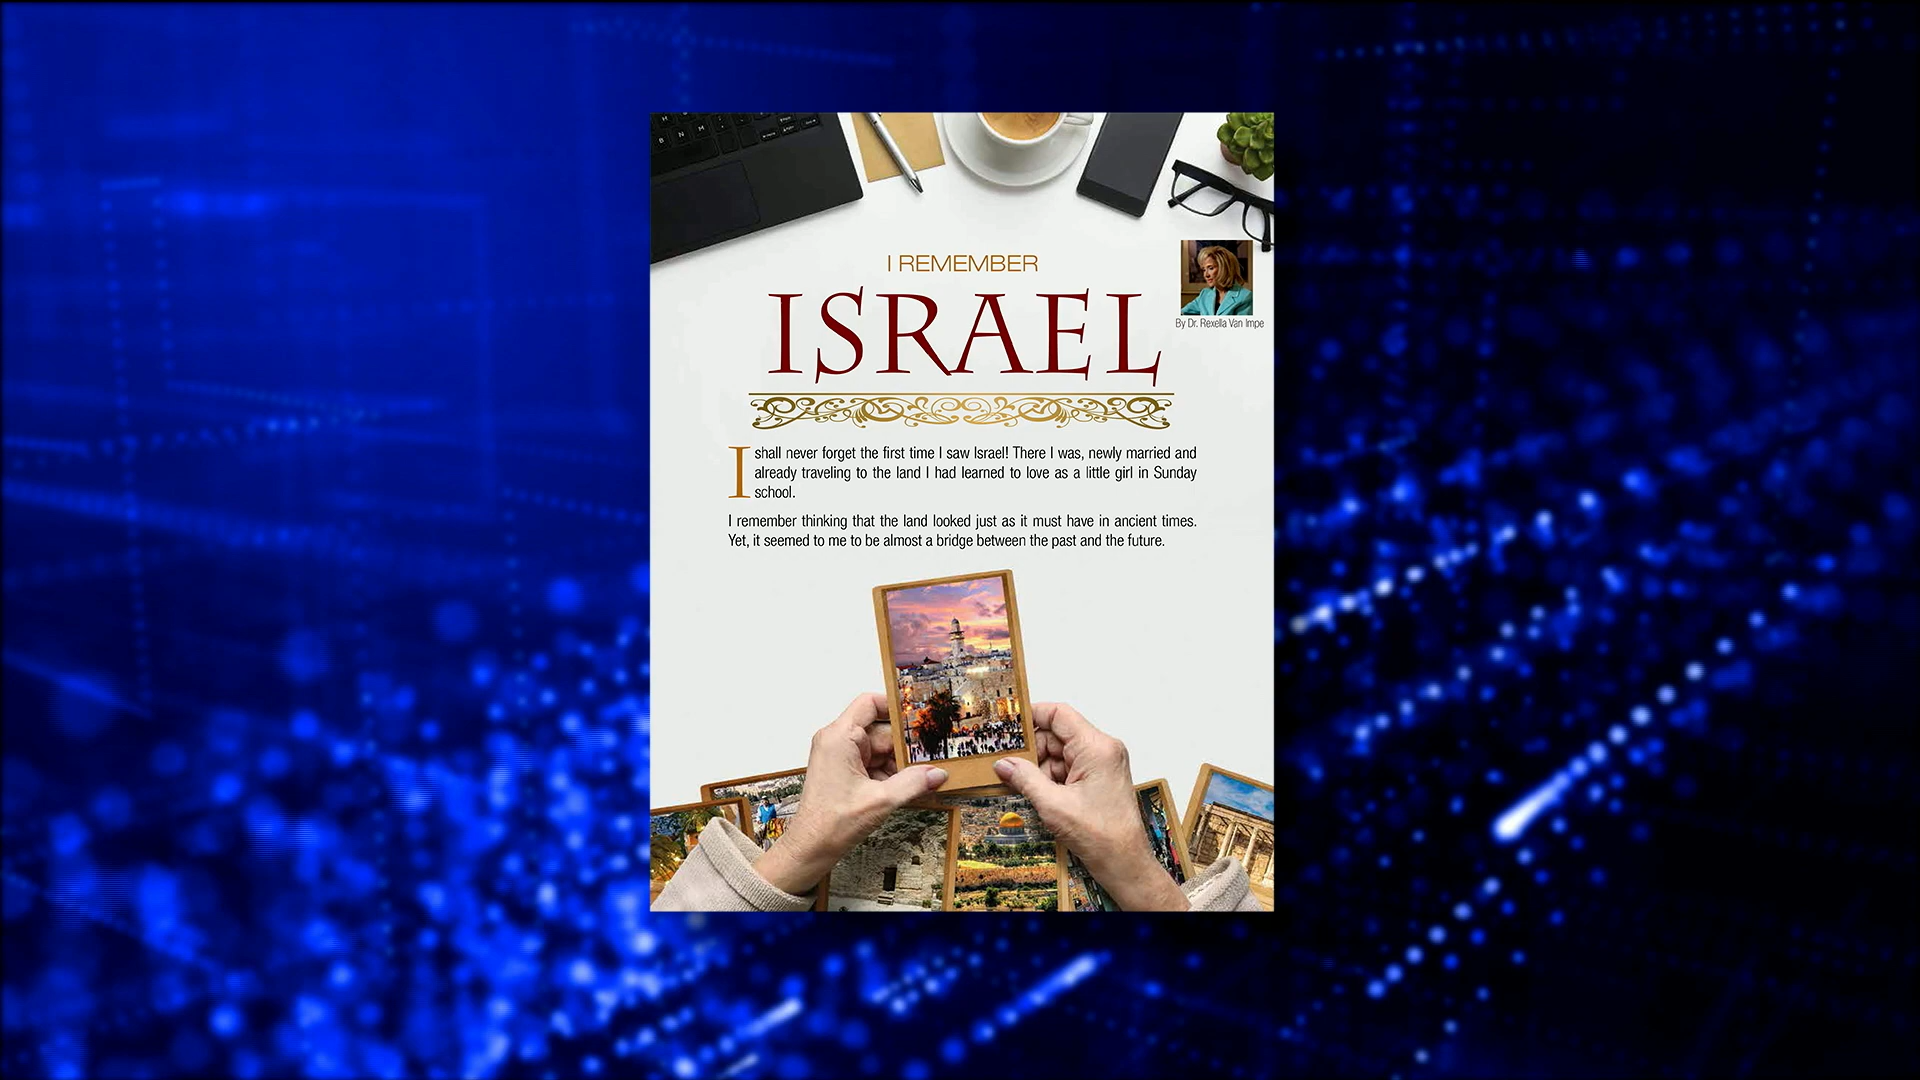 I REMEMBER
ISRAEL
By Dr. Rexella Van Impe
I shall never forget the first time I saw Israel! There I was, newly married and
already traveling to the land I had learned to love as a little girl in Sunday
school.
I remember thinking that the land looked just as it must have in ancient times.
Yet, it seemed to me to be almost a bridge between the past and the future.